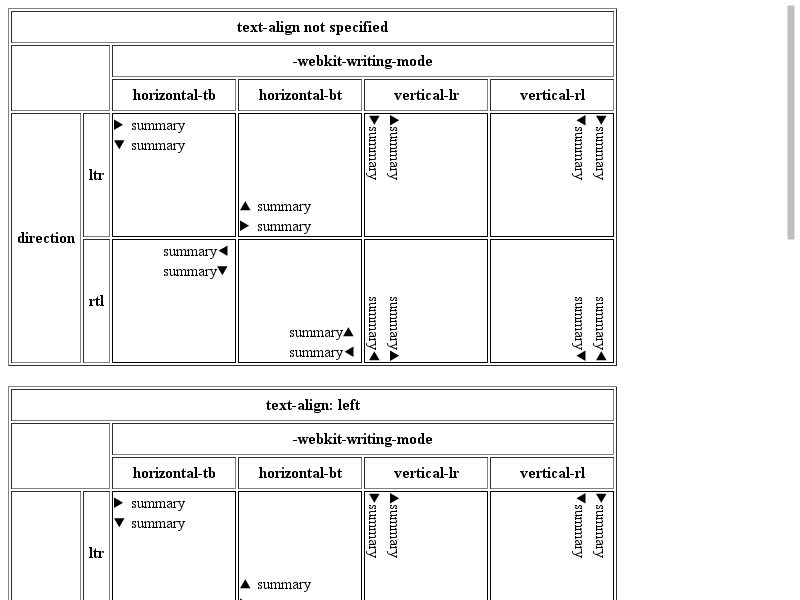 text-align not specified
-webkit-writing-mode
horizontal-tb horizontal-bt vertical-lr vertical-rl
direction
ltr
▶ summary
▼ summary
▲ summary
▶ summary
▼ summary
▶ summary
◀ summary
▼ summary
rtl
summary◀
summary▼
summary▲
summary◀
summary▲
summary▶
summary◀
summary▲
text-align: left
-webkit-writing-mode
horizontal-tb horizontal-bt vertical-lr vertical-rl
ltr
▶ summary
▼ summary
▲ summary
▼ summary
▶ summary
◀ summary
▼ summary